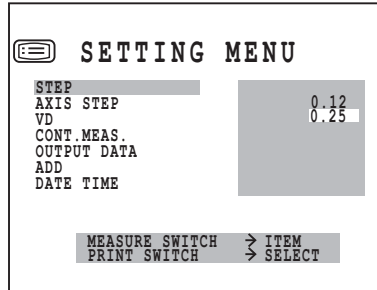 SETTING MENU
STEP
AXIS STEP 0.12
VD 0.25
CONT.MEAS.
OUTPUT DATA
ADD
DATE TIME
MEASURE SWITCH → ITEM
PRINT SWITCH → SELECT